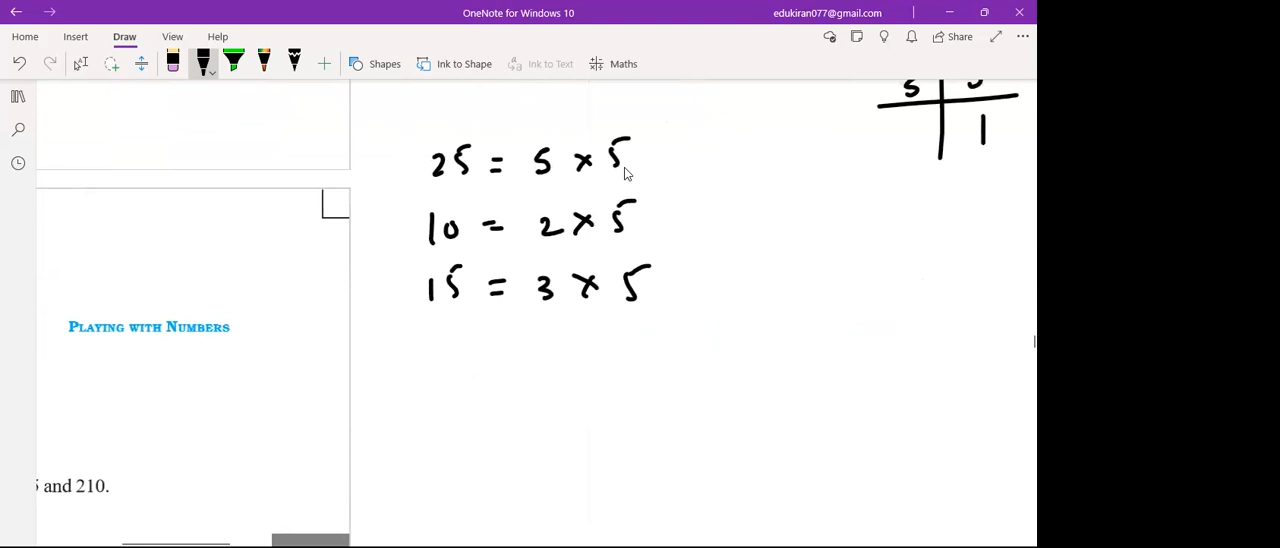 OneNote for Windows 10
edukiran077@gmail.com
Home Insert Draw View Help
Share
Shapes Ink to Shape Ink to Text Maths
25 = 5 × 5
10 = 2 × 5
15 = 3 × 5
1
PLAYING WITH NUMBERS
and 210.